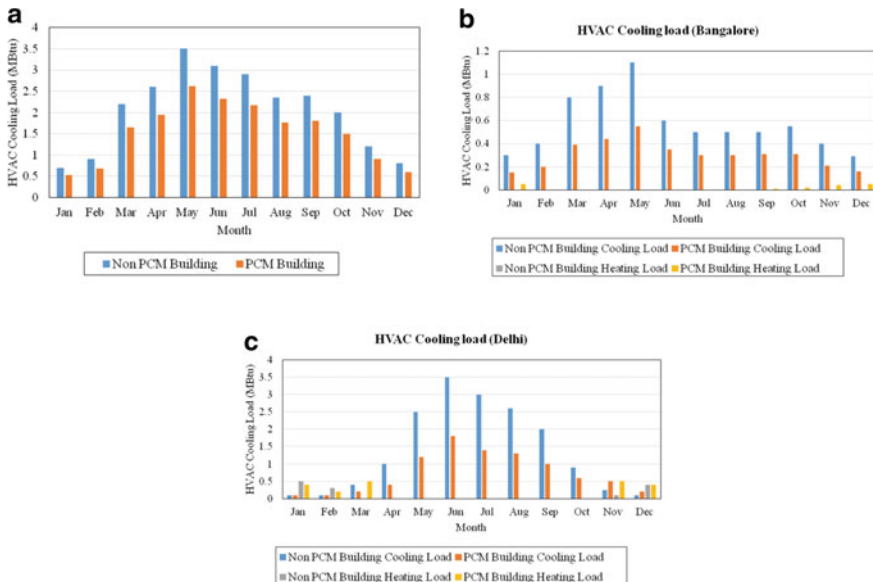 a
HVAC Cooling Load (MBtu)
4
3.5
3
2.5
2
1.5
1
0.5
0
Jan Feb Mar Apr May Jun Jul Aug Sep Oct Nov Dec
Month
Non PCM Building PCM Building
b
HVAC Cooling load (Bangalore)
HVAC Cooling Load (MBtu)
1.2
1
0.8
0.6
0.4
0.2
0
Jan Feb Mar Apr May Jun Jul Aug Sep Oct Nov Dec
Month
Non PCM Building Cooling Load PCM Building Cooling Load
Non PCM Building Heating Load PCM Building Heating Load
c
HVAC Cooling load (Delhi)
HVAC Cooling Load (MBtu)
4
3.5
3
2.5
2
1.5
1
0.5
0
Jan Feb Mar Apr May Jun Jul Aug Sep Oct Nov Dec
Month
Non PCM Building Cooling Load PCM Building Cooling Load
Non PCM Building Heating Load PCM Building Heating Load